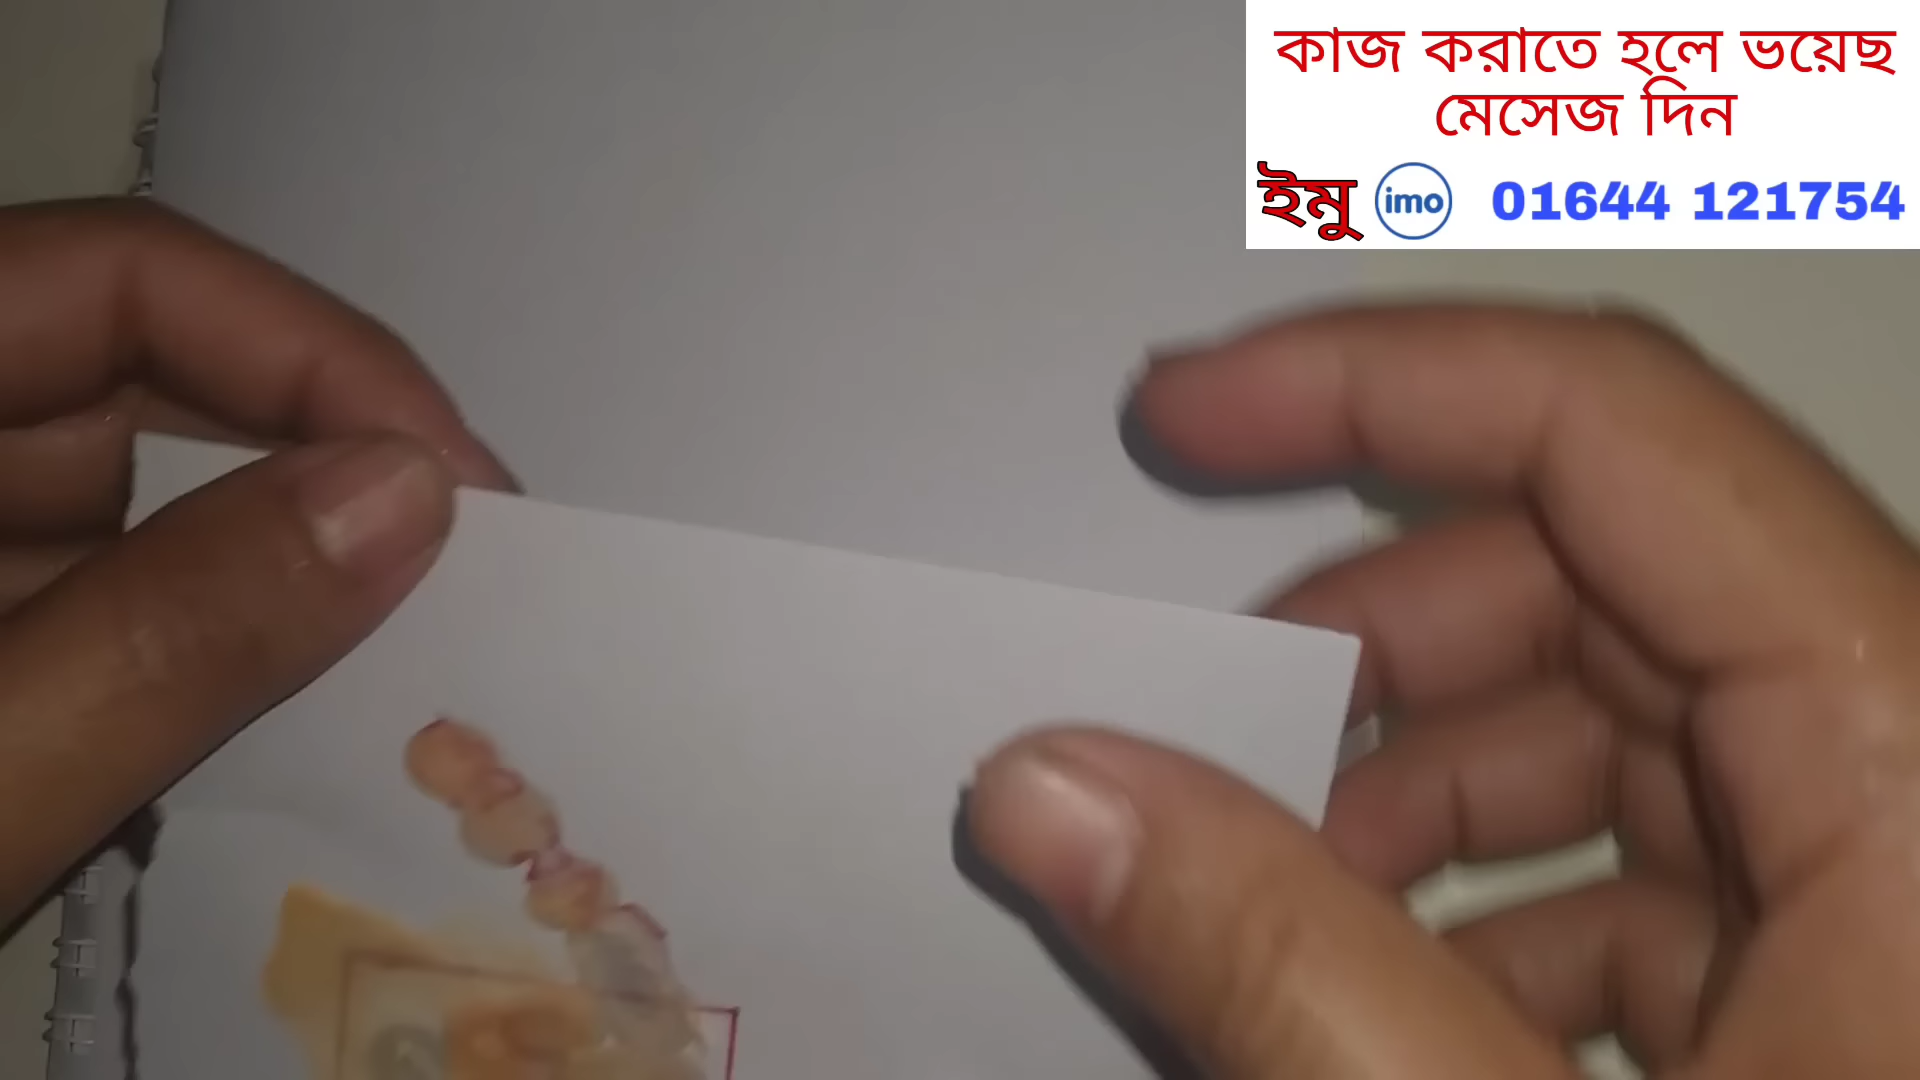 কাজ করাতে হলে ভয়েছ
মেসেজ দিন
ইমু imo 01644 121754